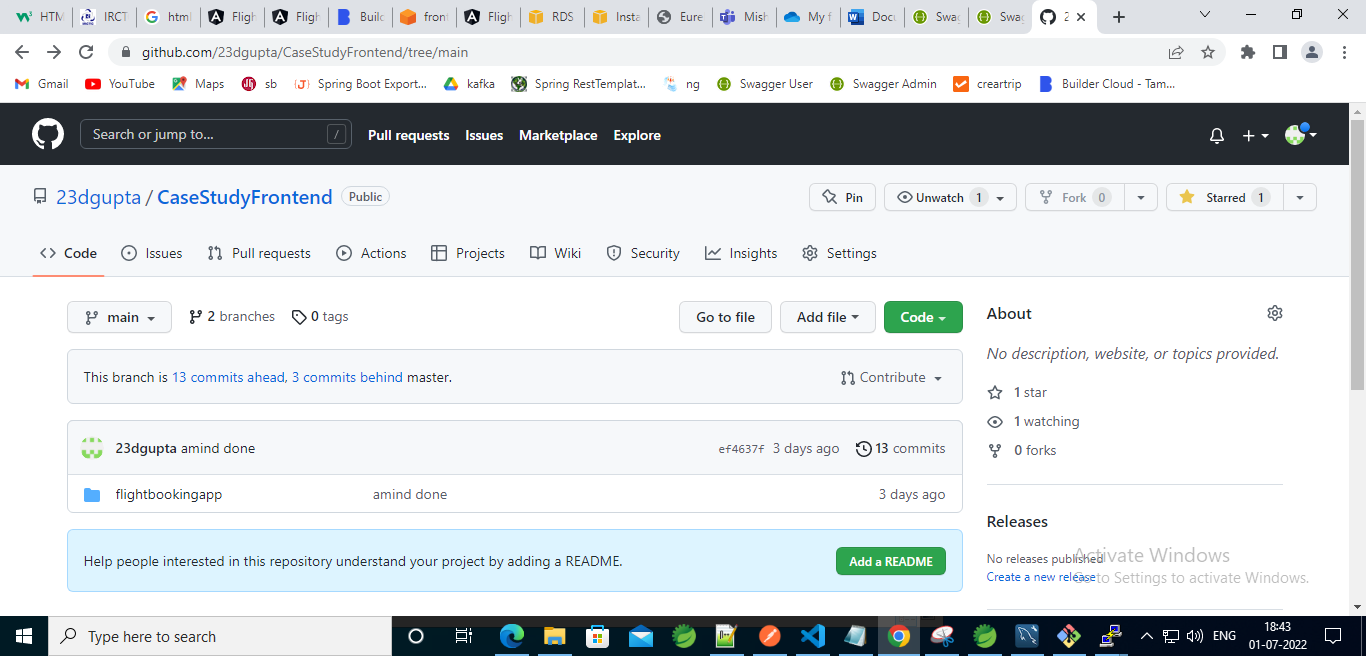 HTM IRCT html Fligh Fligh Builc front Fligh RDS Insta Eure Mish My f Docu Swag Swag 2
github.com/23dgupta/CaseStudyFrontend/tree/main
Gmail YouTube Maps sb Spring Boot Export... kafka Spring RestTemplat... ng Swagger User Swagger Admin creartrip Builder Cloud - Tam...
Search or jump to... / Pull requests Issues Marketplace Explore
23dgupta / CaseStudyFrontend Public Pin Unwatch 1 Fork 0 Starred 1
Code Issues Pull requests Actions Projects Wiki Security Insights Settings
main 2 branches 0 tags Go to file Add file Code
About
No description, website, or topics provided.
This branch is 13 commits ahead, 3 commits behind master. Contribute
1 star
1 watching
0 forks
23dgupta amind done ef4637f 3 days ago 13 commits
flightbookingapp amind done 3 days ago
Releases
No releases published
Create a new release
Help people interested in this repository understand your project by adding a README. Add a README
Activate Windows
Go to Settings to activate Windows.
Type here to search
ENG
18:43
01-07-2022